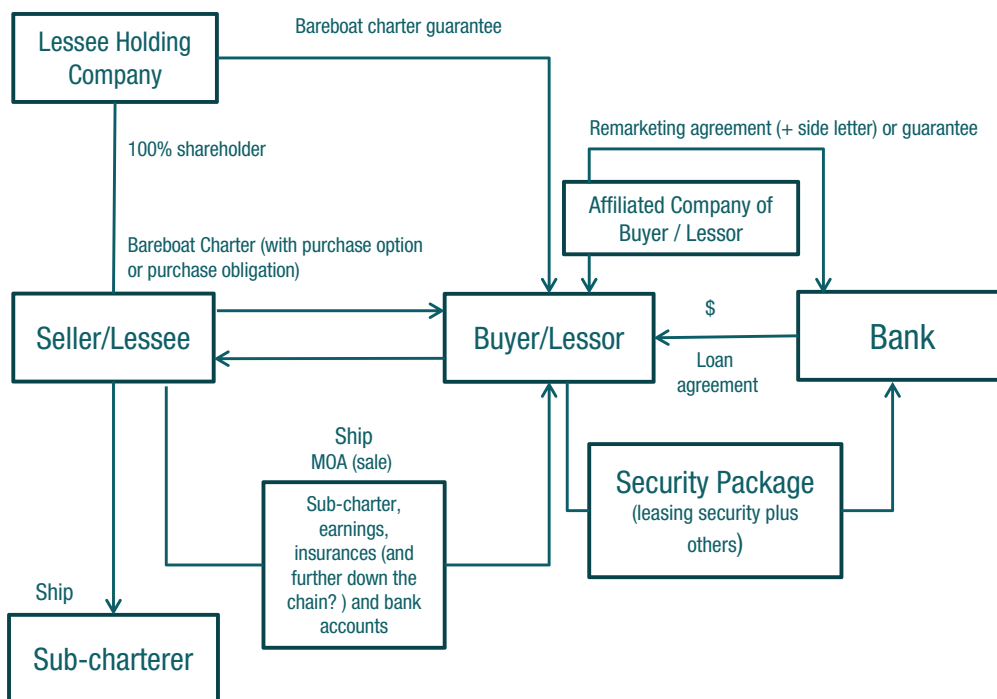 Bareboat charter guarantee
Lessee Holding
Company
Remarketing agreement (+ side letter) or guarantee
100% shareholder
Affiliated Company of
Buyer / Lessor
Bareboat Charter (with purchase option
or purchase obligation)
Seller/Lessee
Buyer/Lessor
$
Bank
Loan
agreement
Ship
MOA (sale)
Security Package
(leasing security plus
others)
Sub-charter,
earnings,
insurances (and
further down the
chain? ) and bank
accounts
Ship
Sub-charterer